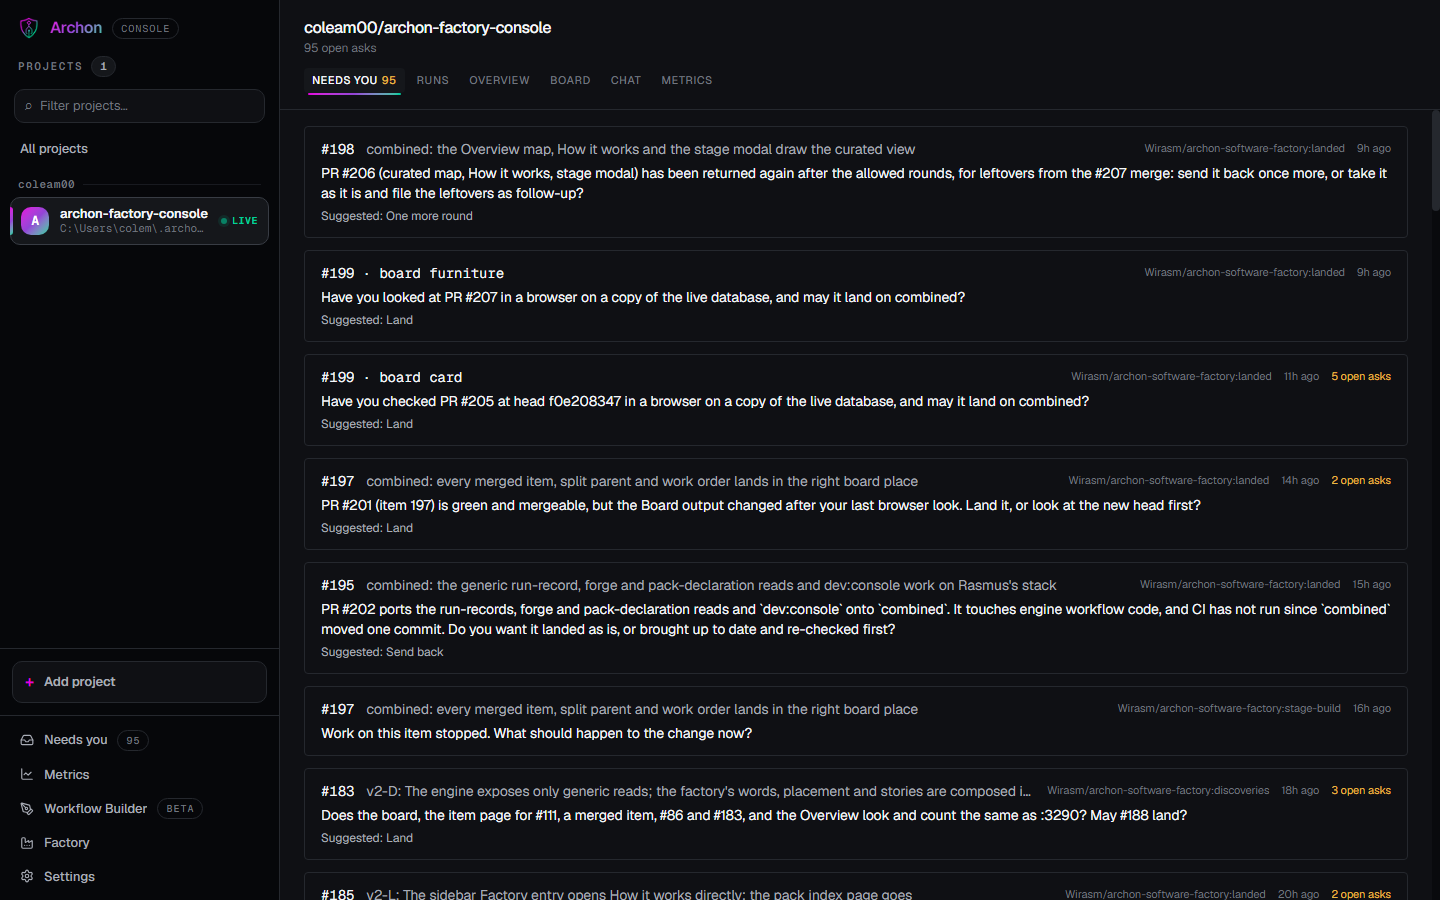 Archon CONSOLE
PROJECTS 1
Filter projects...
All projects
coleam00
A archon-factory-console LIVE
C:\Users\colem\.archo…
Add project
Needs you 95
Metrics
Workflow Builder BETA
Factory
Settings
coleam00/archon-factory-console
95 open asks
NEEDS YOU 95 RUNS OVERVIEW BOARD CHAT METRICS
#198 combined: the Overview map, How it works and the stage modal draw the curated view Wirasm/archon-software-factory:landed 9h ago
PR #206 (curated map, How it works, stage modal) has been returned again after the allowed rounds, for leftovers from the #207 merge: send it back once more, or take it
as it is and file the leftovers as follow-up?
Suggested: One more round
#199 · board furniture Wirasm/archon-software-factory:landed 9h ago
Have you looked at PR #207 in a browser on a copy of the live database, and may it land on combined?
Suggested: Land
#199 · board card Wirasm/archon-software-factory:landed 11h ago 5 open asks
Have you checked PR #205 at head f0e208347 in a browser on a copy of the live database, and may it land on combined?
Suggested: Land
#197 combined: every merged item, split parent and work order lands in the right board place Wirasm/archon-software-factory:landed 14h ago 2 open asks
PR #201 (item 197) is green and mergeable, but the Board output changed after your last browser look. Land it, or look at the new head first?
Suggested: Land
#195 combined: the generic run-record, forge and pack-declaration reads and dev:console work on Rasmus's stack Wirasm/archon-software-factory:landed 15h ago
PR #202 ports the run-records, forge and pack-declaration reads and `dev:console` onto `combined`. It touches engine workflow code, and CI has not run since `combined`
moved one commit. Do you want it landed as is, or brought up to date and re-checked first?
Suggested: Send back
#197 combined: every merged item, split parent and work order lands in the right board place Wirasm/archon-software-factory:stage-build 16h ago
Work on this item stopped. What should happen to the change now?
#183 v2-D: The engine exposes only generic reads; the factory's words, placement and stories are composed i… Wirasm/archon-software-factory:discoveries 18h ago 3 open asks
Does the board, the item page for #111, a merged item, #86 and #183, and the Overview look and count the same as :3290? May #188 land?
Suggested: Land
#185 v2-L: The sidebar Factory entry opens How it works directly; the pack index page goes Wirasm/archon-software-factory:landed 20h ago 2 open asks